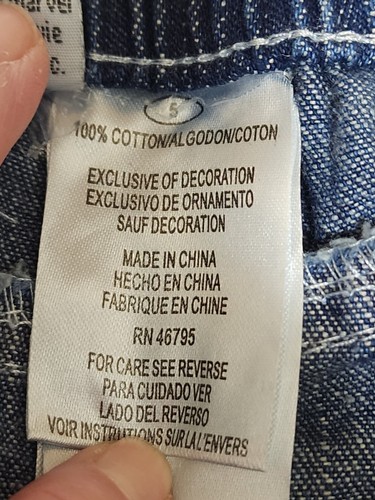 5
100% COTTON/ALGODON/COTON
EXCLUSIVE OF DECORATION
EXCLUSIVO DE ORNAMENTO
SAUF DECORATION
MADE IN CHINA
HECHO EN CHINA
FABRIQUE EN CHINE
RN 46795
FOR CARE SEE REVERSE
PARA CUIDADO VER
LADO DEL REVERSO
VOIR INSTRUTIONS SUR LA L'ENVERS